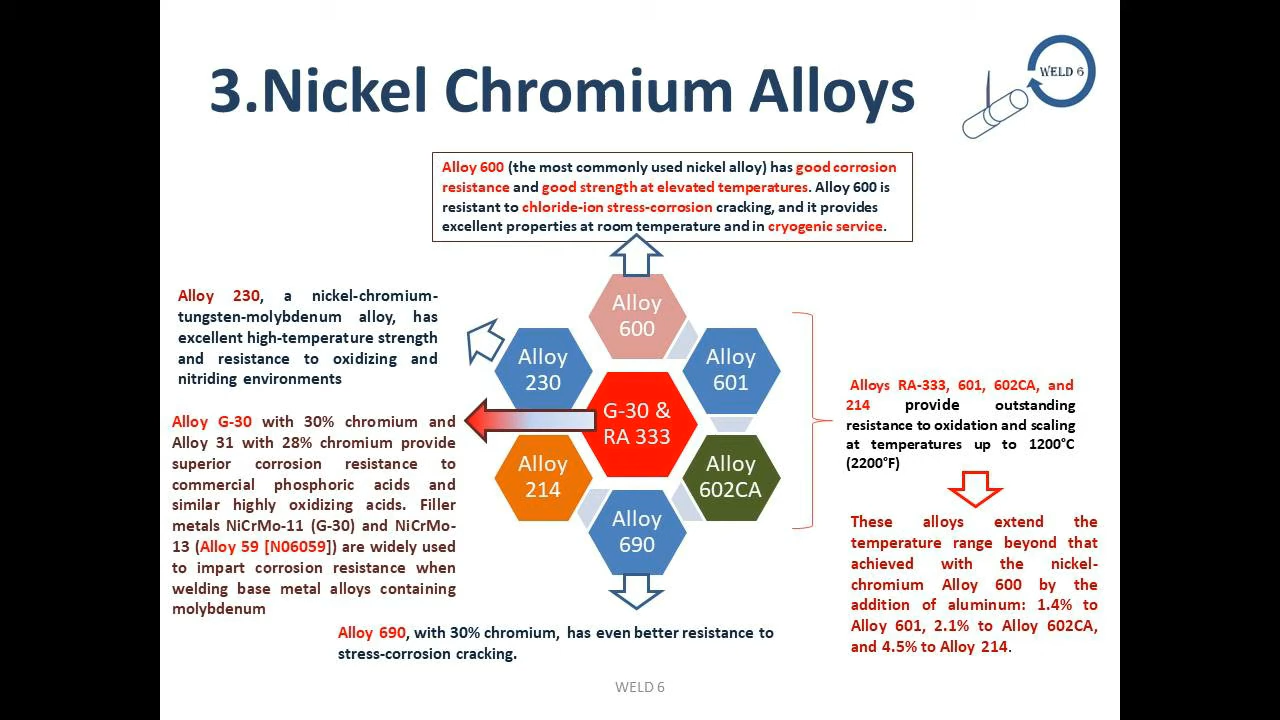 3.Nickel Chromium Alloys
WELD 6
Alloy 600 (the most commonly used nickel alloy) has good corrosion
resistance and good strength at elevated temperatures. Alloy 600 is
resistant to chloride-ion stress-corrosion cracking, and it provides
excellent properties at room temperature and in cryogenic service.
Alloy 230, a nickel-chromium-
tungsten-molybdenum alloy, has
excellent high-temperature strength
and resistance to oxidizing and
nitriding environments
Alloy G-30 with 30% chromium and
Alloy 31 with 28% chromium provide
superior corrosion resistance to
commercial phosphoric acids and
similar highly oxidizing acids. Filler
metals NiCrMo-11 (G-30) and NiCrMo-
13 (Alloy 59 [N06059]) are widely used
to impart corrosion resistance when
welding base metal alloys containing
molybdenum
Alloy
600
Alloy
230
Alloy
601
G-30 &
RA 333
Alloy
214
Alloy
602CA
Alloy
690
Alloys RA-333, 601, 602CA, and
214 provide outstanding
resistance to oxidation and scaling
at temperatures up to 1200°C
(2200°F)
These alloys extend the
temperature range beyond that
achieved with the nickel-
chromium Alloy 600 by the
addition of aluminum: 1.4% to
Alloy 601, 2.1% to Alloy 602CA,
and 4.5% to Alloy 214.
Alloy 690, with 30% chromium, has even better resistance to
stress-corrosion cracking.
WELD 6